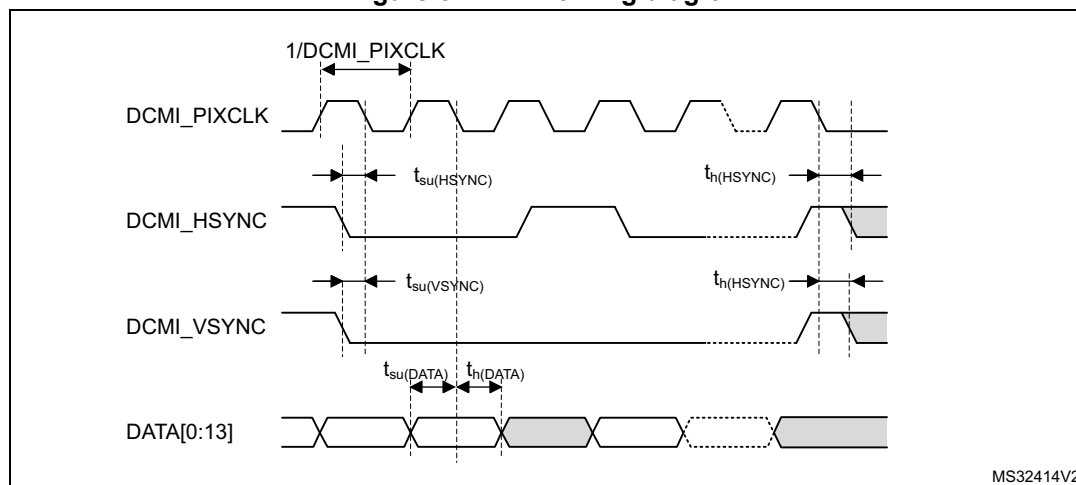 1/DCMI_PIXCLK
DCMI_PIXCLK
tsu(HSYNC)
th(HSYNC)
DCMI_HSYNC
tsu(VSYNC)
th(HSYNC)
DCMI_VSYNC
tsu(DATA) th(DATA)
DATA[0:13]
MS32414V2